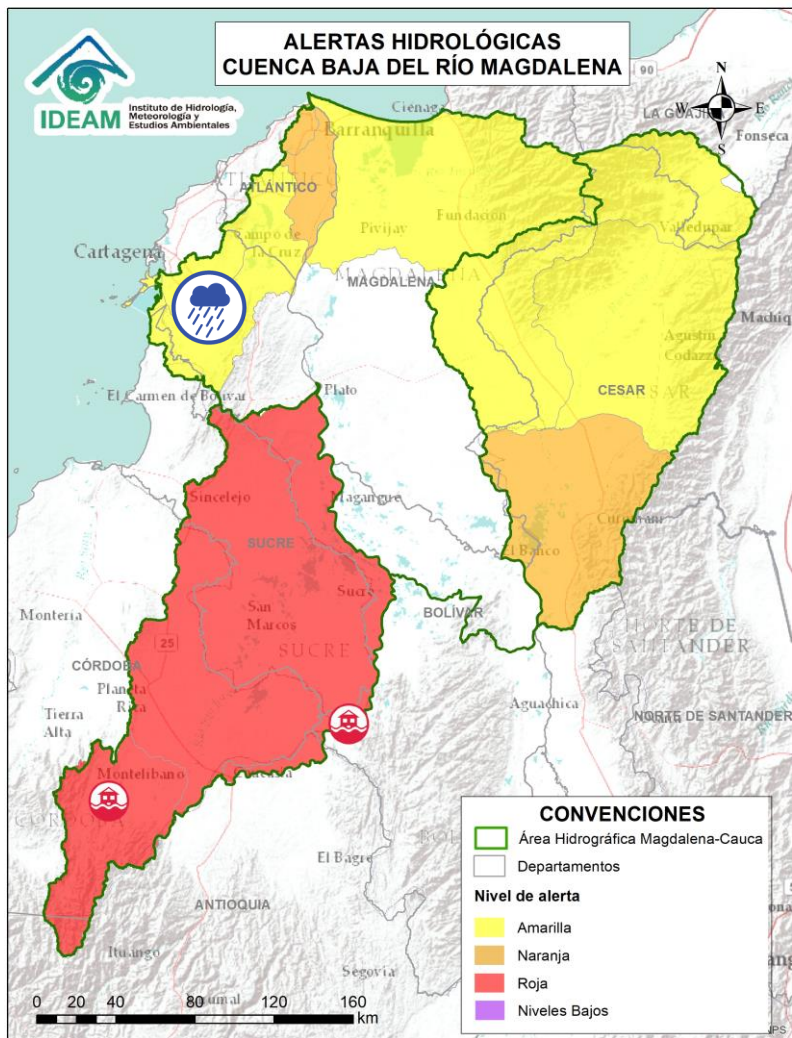 ALERTAS HIDROLÓGICAS
CUENCA BAJA DEL RÍO MAGDALENA
IDEAM
Instituto de Hidrología,
Meteorología y
Estudios Ambientales
90
N
W
E
S
Ciénaga
LA GUAJIRA
Fonseca
Barranquilla
ATLÁNTICO
Valledupar
Fundación
Pivijay
Campo de
la Cruz
Cartagena
MAGDALENA
MAGDALENA
Agustín
Codazzi
El Carmen de Bolívar
Plato
CESAR
Sincelejo
Magangué
SUCRE
El Banco
Sucre
San
Marcos
BOLÍVAR
Montería
SUCRE
NORTE DE
SANTANDER
25
CÓRDOBA
Planeta
Rica
Tierra
Alta
Aguachica
NORTE DE SANTANDER
Montelíbano
CÓRDOBA
El Bagre
ANTIOQUIA
Ituango
Segovia
CONVENCIONES
Área Hidrográfica Magdalena-Cauca
Departamentos
Nivel de alerta
Amarilla
Naranja
Roja
Niveles Bajos
0 20 40 80 120 160
km